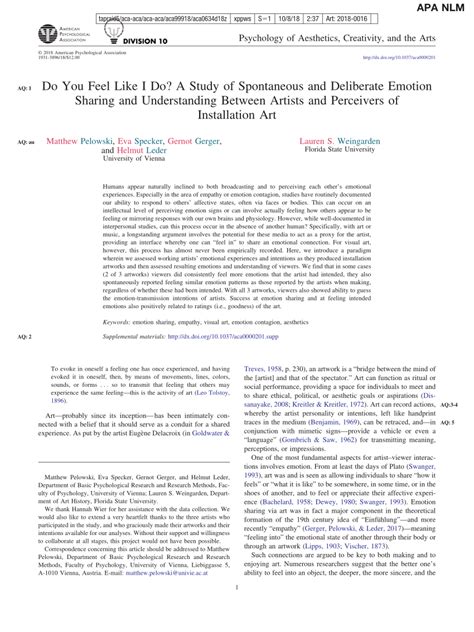 APA NLM
tapraid5/aca-aca/aca-aca/aca99918/aca0634d18z | xppws | S=1 | 10/8/18 | 2:37 | Art: 2018-0016
AMERICAN
PSYCHOLOGICAL
ASSOCIATION
DIVISION 10
Psychology of Aesthetics, Creativity, and the Arts
© 2018 American Psychological Association
1931-3896/18/$12.00
http://dx.doi.org/10.1037/aca0000201
AQ: 1
Do You Feel Like I Do? A Study of Spontaneous and Deliberate Emotion
Sharing and Understanding Between Artists and Perceivers of
Installation Art
AQ: au
Matthew Pelowski, Eva Specker, Gernot Gerger,
and Helmut Leder
University of Vienna
Lauren S. Weingarden
Florida State University
Humans appear naturally inclined to both broadcasting and to perceiving each other's emotional
experiences. Especially in the area of empathy or emotion contagion, studies have routinely documented
our ability to respond to others' affective states, often via faces or bodies. This can occur on an
intellectual level of perceiving emotion signs or can involve actually feeling how others appear to be
feeling or mirroring responses with our own brains and physiology. However, while well-documented in
interpersonal studies, can this process occur in the absence of another human? Specifically, with art or
music, a longstanding argument involves the potential for these media to act as a proxy for the artist,
providing an interface whereby one can "feel in" to share an emotional connection. For visual art,
however, this process has almost never been empirically recorded. Here, we introduce a paradigm
wherein we assessed working artists' emotional experiences and intentions as they produced installation
artworks and then assessed resulting emotions and understanding of viewers. We find that in some cases
(2 of 3 artworks) viewers did consistently feel more emotions that the artist had intended, they also
spontaneously reported feeling similar emotion patterns as those reported by the artists when making,
regardless of whether these had been intended. With all 3 artworks, viewers also showed ability to guess
the emotion-transmission intentions of artists. Success at emotion sharing and at feeling intended
emotions also positively related to ratings (i.e., goodness) of the art.
Keywords: emotion sharing, empathy, visual art, emotion contagion, aesthetics
AQ: 2
Supplemental materials: http://dx.doi.org/10.1037/aca0000201.supp
To evoke in oneself a feeling one has once experienced, and having
evoked it in oneself, then, by means of movements, lines, colors,
sounds, or forms . . . so to transmit that feeling that others may
experience the same feeling—this is the activity of art (Leo Tolstoy,
1896).
Art—probably since its inception—has been intimately con-
nected with a belief that it should serve as a conduit for a shared
experience. As put by the artist Eugène Delacroix (in Goldwater &
Matthew Pelowski, Eva Specker, Gernot Gerger, and Helmut Leder,
Department of Basic Psychological Research and Research Methods, Fac-
ulty of Psychology, University of Vienna; Lauren S. Weingarden, Depart-
ment of Art History, Florida State University.
We thank Hannah Wier for her assistance with the data collection. We
would also like to extend a very heartfelt thanks to the three artists who
participated in the study, and who graciously made their artworks and their
intentions available for our analyses. Without their support and willingness
to collaborate at all stages, this project would not have been possible.
Correspondence concerning this article should be addressed to Matthew
Pelowski, Department of Basic Psychological Research and Research
Methods, Faculty of Psychology, University of Vienna, Liebiggasse 5,
A-1010 Vienna, Austria. E-mail: matthew.pelowski@univie.ac.at
Treves, 1958, p. 230), an artwork is a "bridge between the mind of
the [artist] and that of the spectator." Art can function as ritual or
social performance, providing a space for individuals to meet and
to share ethical, political, or aesthetic goals or aspirations (Dis-
sanayake, 2008; Kreitler & Kreitler, 1972). Art can record actions,
AQ:3-4
whereby the artist personality or intentions, left like handprint
traces in the medium (Benjamin, 1969), can be retraced, and—in
AQ: 5
conjunction with mimetic signs—provide a vehicle or even a
"language" (Gombrich & Saw, 1962) for transmitting meaning,
perceptions, or impressions.
One of the most fundamental aspects for artist–viewer interac-
tions involves emotion. From at least the days of Plato (Swanger,
1993), art was and is seen as allowing individuals to share "how it
feels" or "what it is like" to be somewhere, in some time, or in the
shoes of another, and to feel or appreciate their affective experi-
ence (Bachelard, 1958; Dewey, 1980; Swanger, 1993). Emotion
sharing via art was in fact a major component in the theoretical
formation of the 19th century idea of "Einfühlung"—and more
recently "empathy" (Gerger, Pelowski, & Leder, 2017)—meaning
"feeling into" the emotional state of another through their body or
through an artwork (Lipps, 1903; Vischer, 1873).
Such connections are argued to be key to both making and to
enjoying art. Numerous researchers suggest that the better one's
ability to feel into an object, the deeper, the more sincere, and the
1